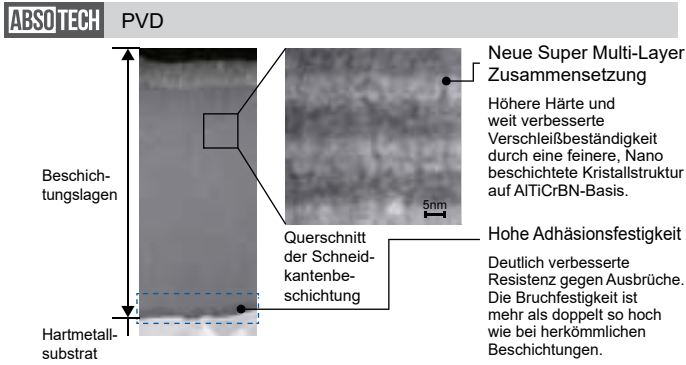 ABSOTECH PVD
Neue Super Multi-Layer
Zusammensetzung
Höhere Härte und
weit verbesserte
Verschleißbeständigkeit
durch eine feinere, Nano
beschichtete Kristallstruktur
auf AlTiCrBN-Basis.
Beschich-
tungslagen
5nm
Querschnitt
der Schneid-
kantenbe-
schichtung
Hohe Adhäsionsfestigkeit
Deutlich verbesserte
Resistenz gegen Ausbrüche.
Die Bruchfestigkeit ist
mehr als doppelt so hoch
wie bei herkömmlichen
Beschichtungen.
Hartmetall-
substrat